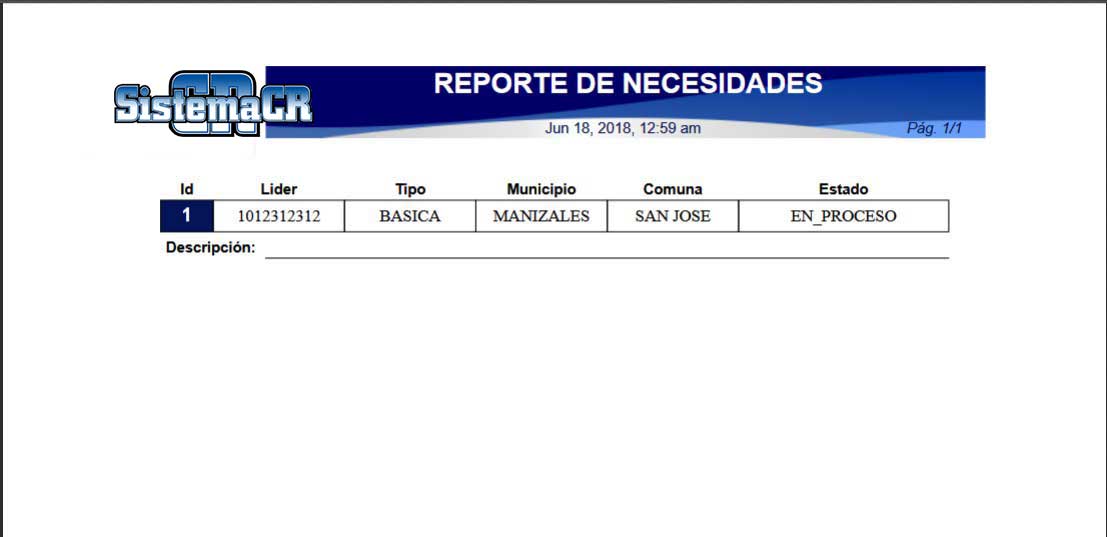 SistemaCR
REPORTE DE NECESIDADES
Jun 18, 2018, 12:59 am
Pág. 1/1
Id Lider Tipo Municipio Comuna Estado
1 1012312312 BASICA MANIZALES SAN JOSE EN_PROCESO
Descripción: